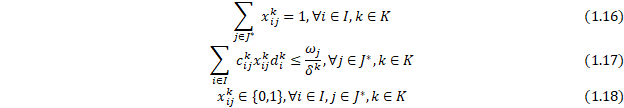 ∑_{j∈J*} x_{ij}^k = 1, ∀i ∈ I, k ∈ K (1.16)
∑_{i∈I} c_{ij}^k x_{ij}^k d_i^k ≤ ω_j / δ^k, ∀j ∈ J*, k ∈ K (1.17)
x_{ij}^k ∈ {0,1}, ∀i ∈ I, j ∈ J*, k ∈ K (1.18)